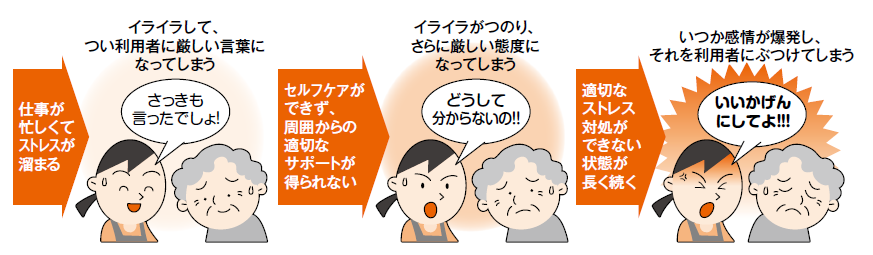 仕事が
忙しくて
ストレスが
溜まる
イライラして、
つい利用者に厳しい言葉に
なってしまう
さっきも
言ったでしょ!
セルフケアが
できず、
周囲からの
適切な
サポートが
得られない
イライラがつのり、
さらに厳しい態度に
なってしまう
どうして
分からないの!!
適切な
ストレス
対処が
できない
状態が
長く続く
いつか感情が爆発し、
それを利用者にぶつけてしまう
いいかげん
にしてよ!!!